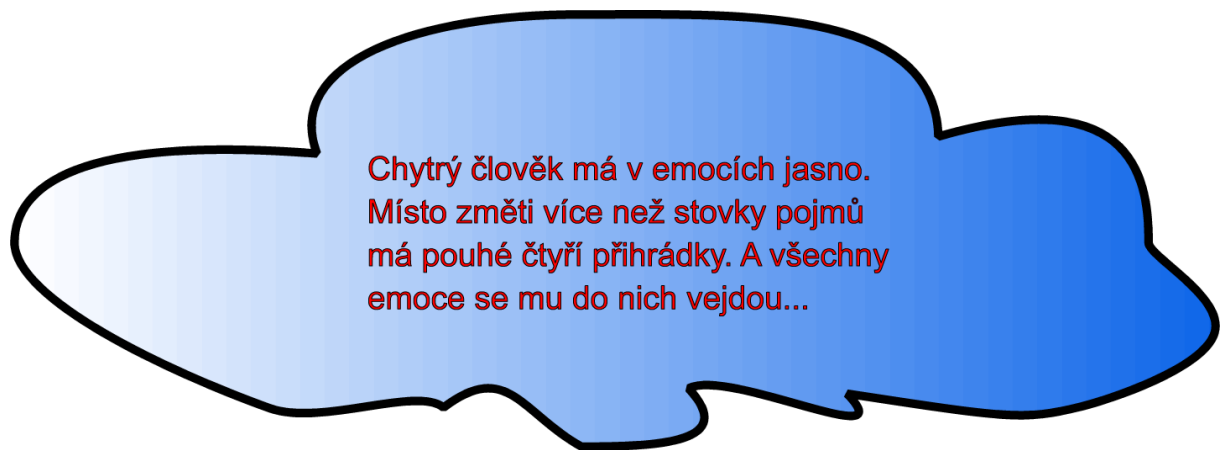 Chytrý člověk má v emocích jasno.
Místo změti více než stovky pojmů
má pouhé čtyří přihrádky. A všechny
emoce se mu do nich vejdou...